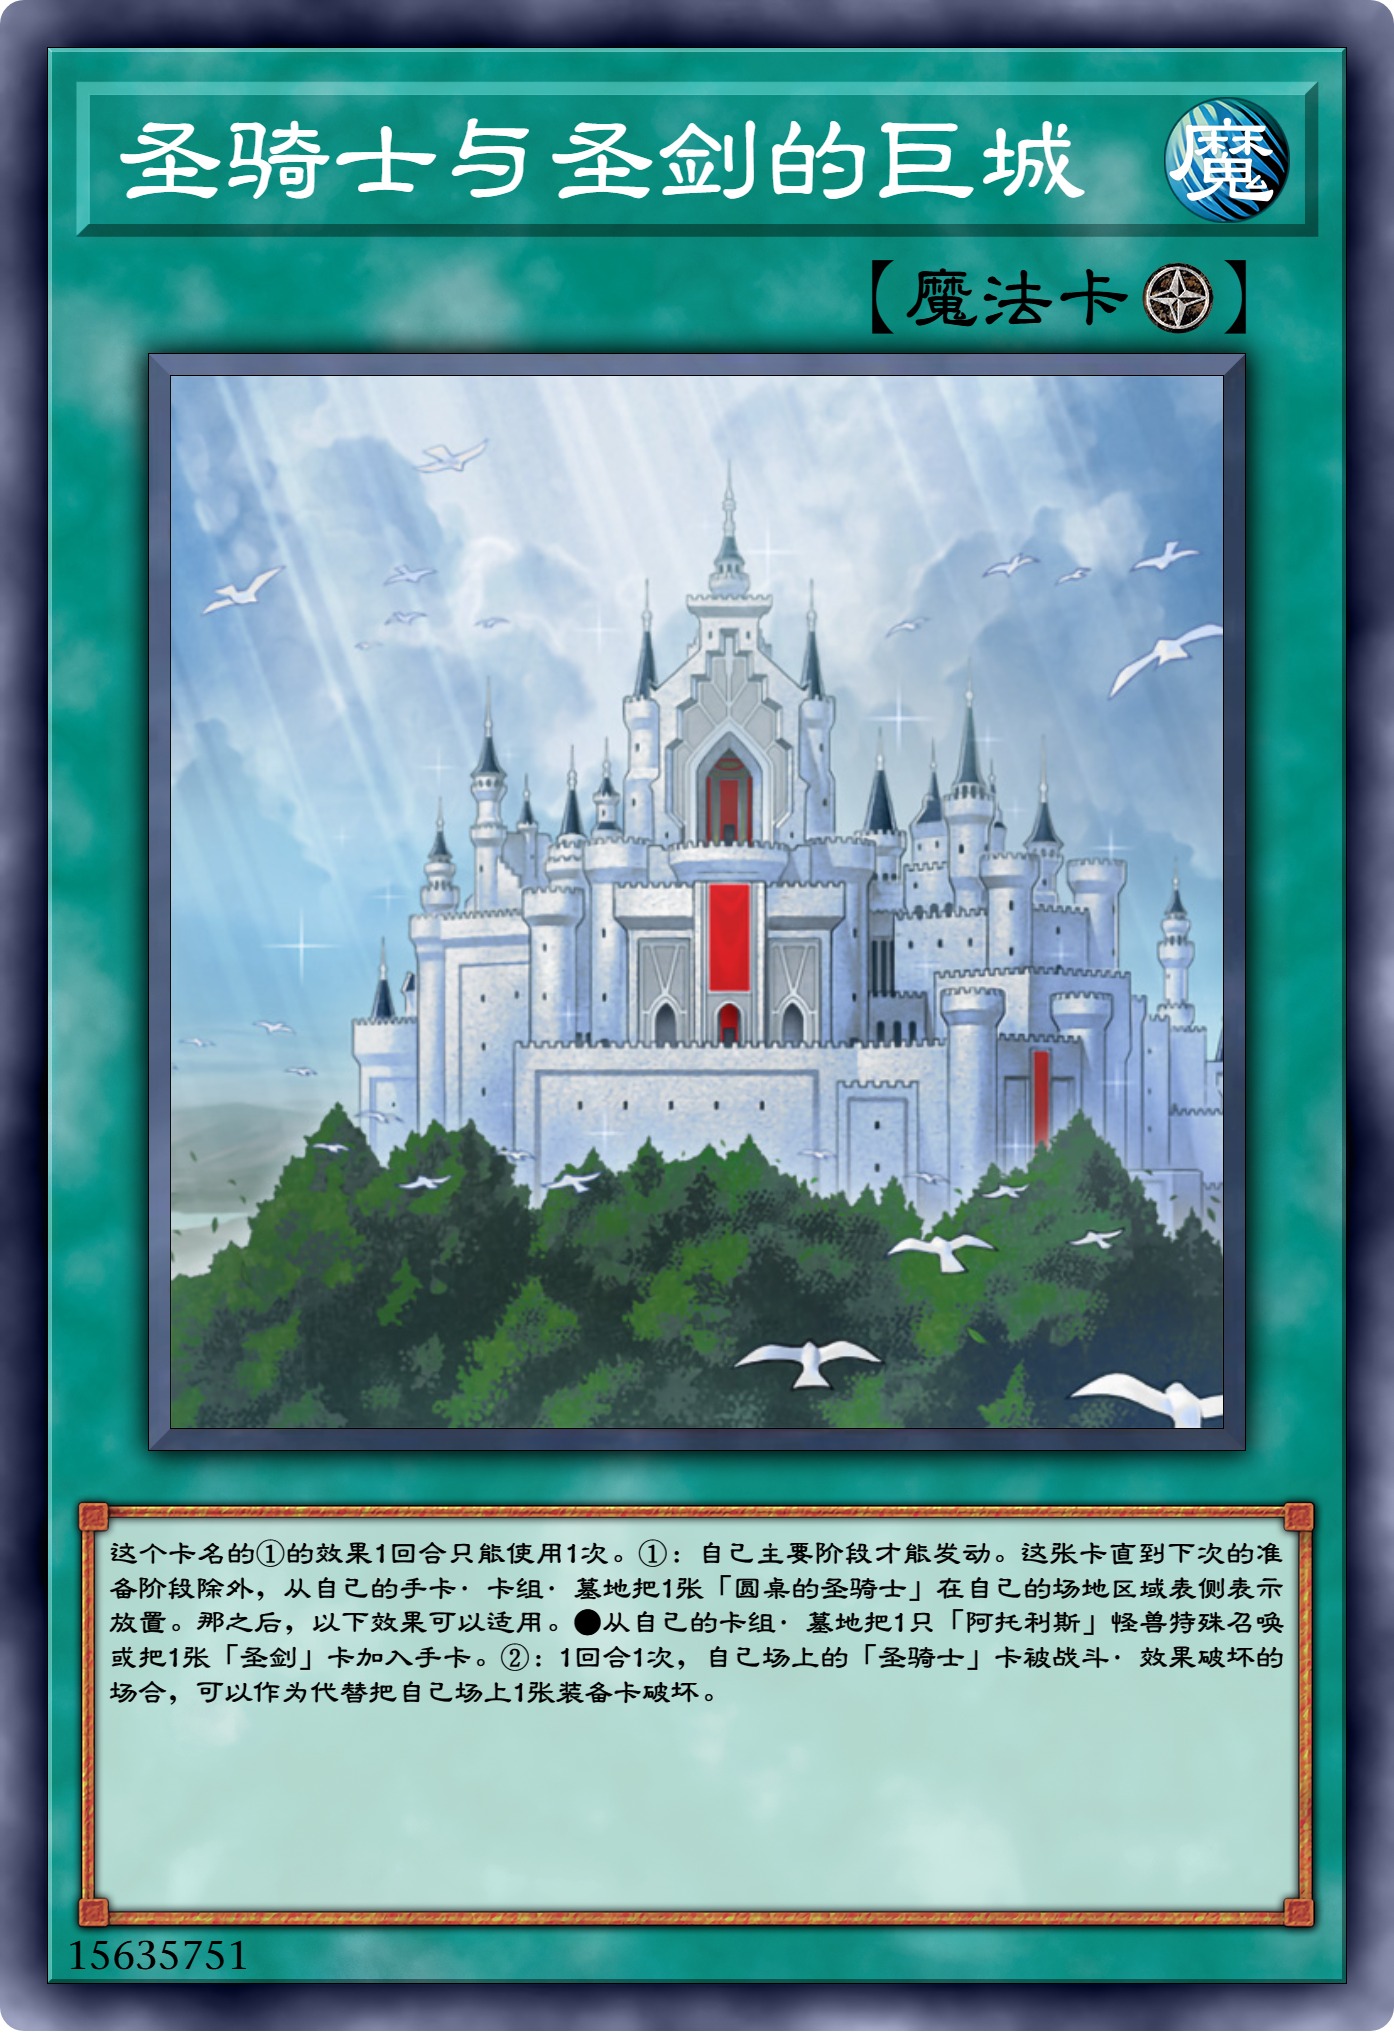 圣骑士与圣剑的巨城 魔
【魔法卡】
这个卡名的①的效果1回合只能使用1次。①：自己主要阶段才能发动。这张卡直到下次的准
备阶段除外，从自己的手卡·卡组·墓地把1张「圆桌的圣骑士」在自己的场地区域表侧表示
放置。那之后，以下效果可以适用。●从自己的卡组·墓地把1只「阿托利斯」怪兽特殊召唤
或把1张「圣剑」卡加入手卡。②：1回合1次，自己场上的「圣骑士」卡被战斗·效果破坏的
场合，可以作为代替把自己场上1张装备卡破坏。
15635751